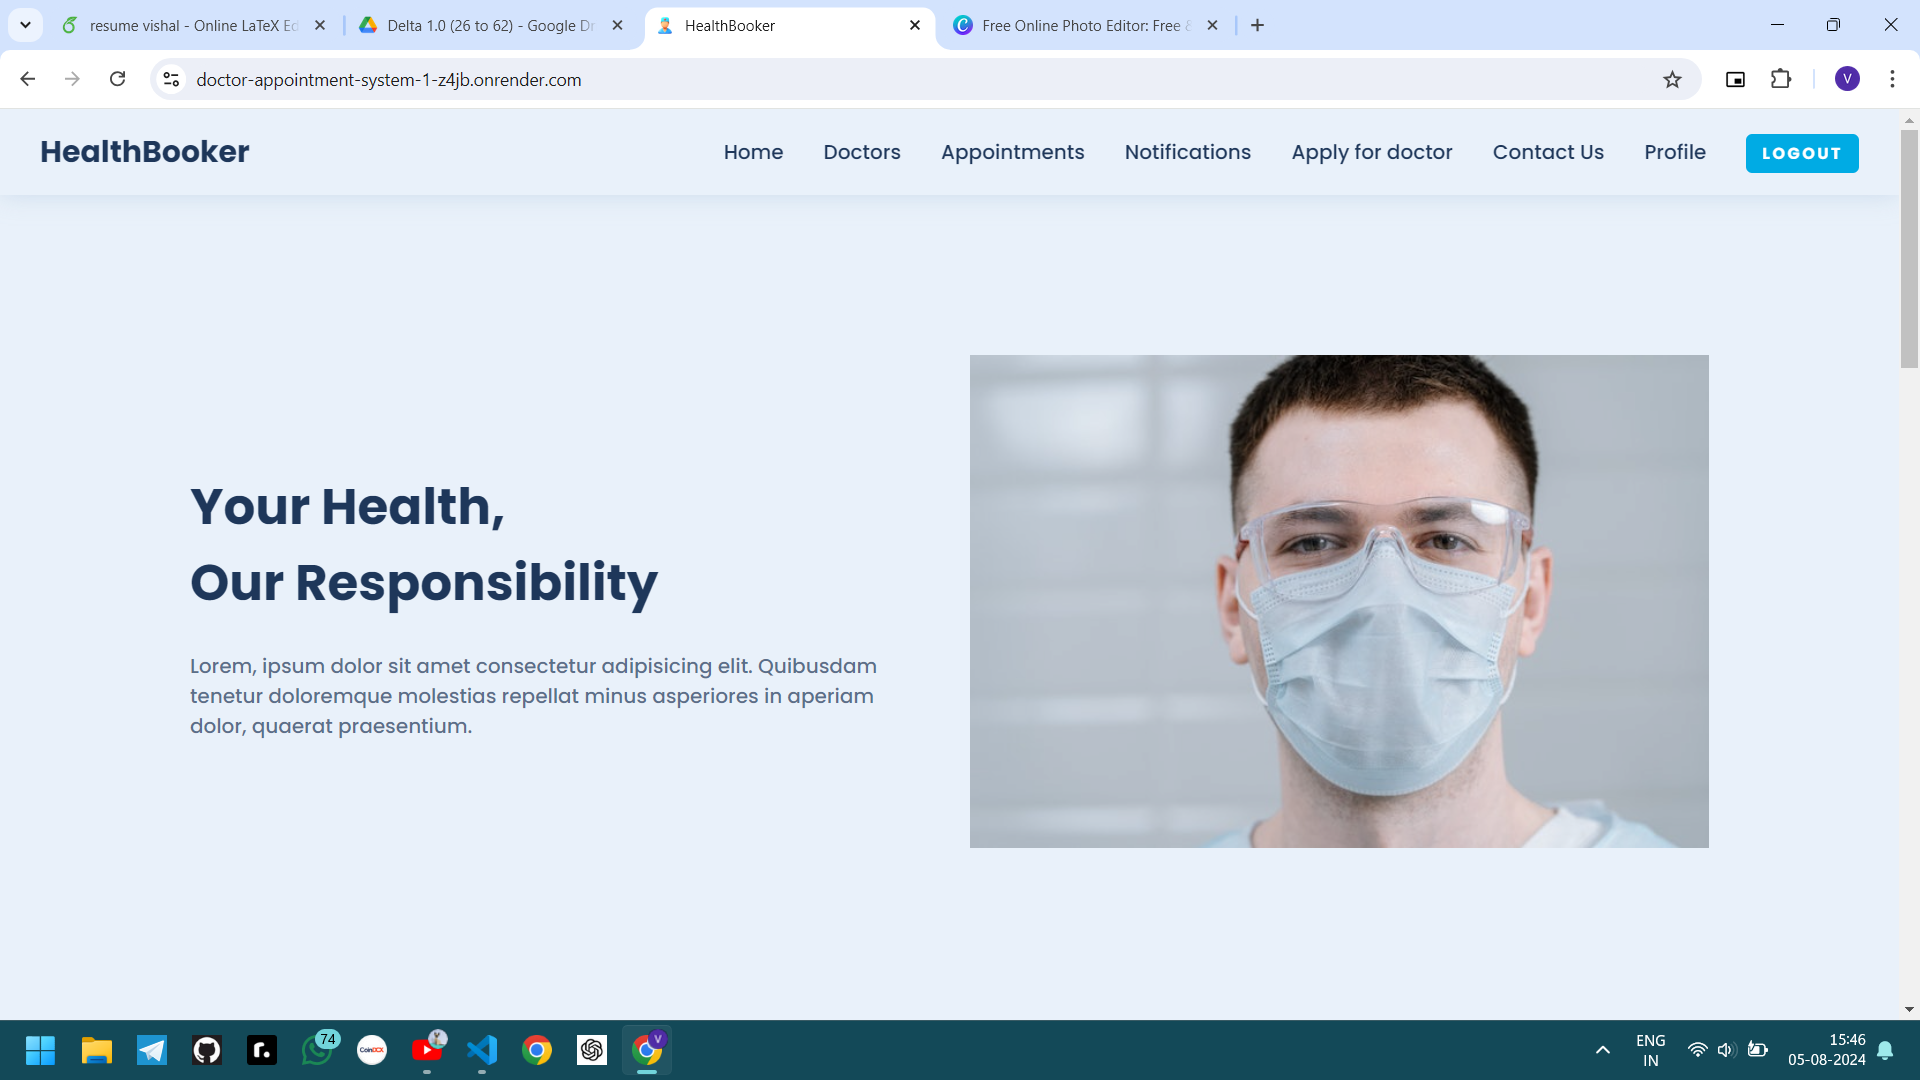 resume vishal - Online LaTeX Ed
Delta 1.0 (26 to 62) - Google Dr
HealthBooker
Free Online Photo Editor: Free &
doctor-appointment-system-1-z4jb.onrender.com
V
HealthBooker
Home
Doctors
Appointments
Notifications
Apply for doctor
Contact Us
Profile
LOGOUT
Your Health,
Our Responsibility
Lorem, ipsum dolor sit amet consectetur adipisicing elit. Quibusdam
tenetur doloremque molestias repellat minus asperiores in aperiam
dolor, quaerat praesentium.
74
CoinDCX
V
ENG
IN
15:46
05-08-2024